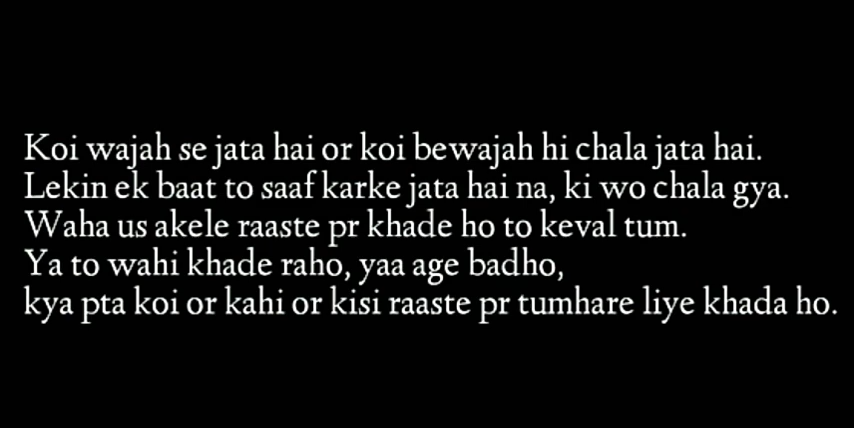 Koi wajah se jata hai or koi bewajah hi chala jata hai.
Lekin ek baat to saaf karke jata hai na, ki wo chala gya.
Waha us akele raaste pr khade ho to keval tum.
Ya to wahi khade raho, yaa age badho,
kya pta koi or kahi or kisi raaste pr tumhare liye khada ho.